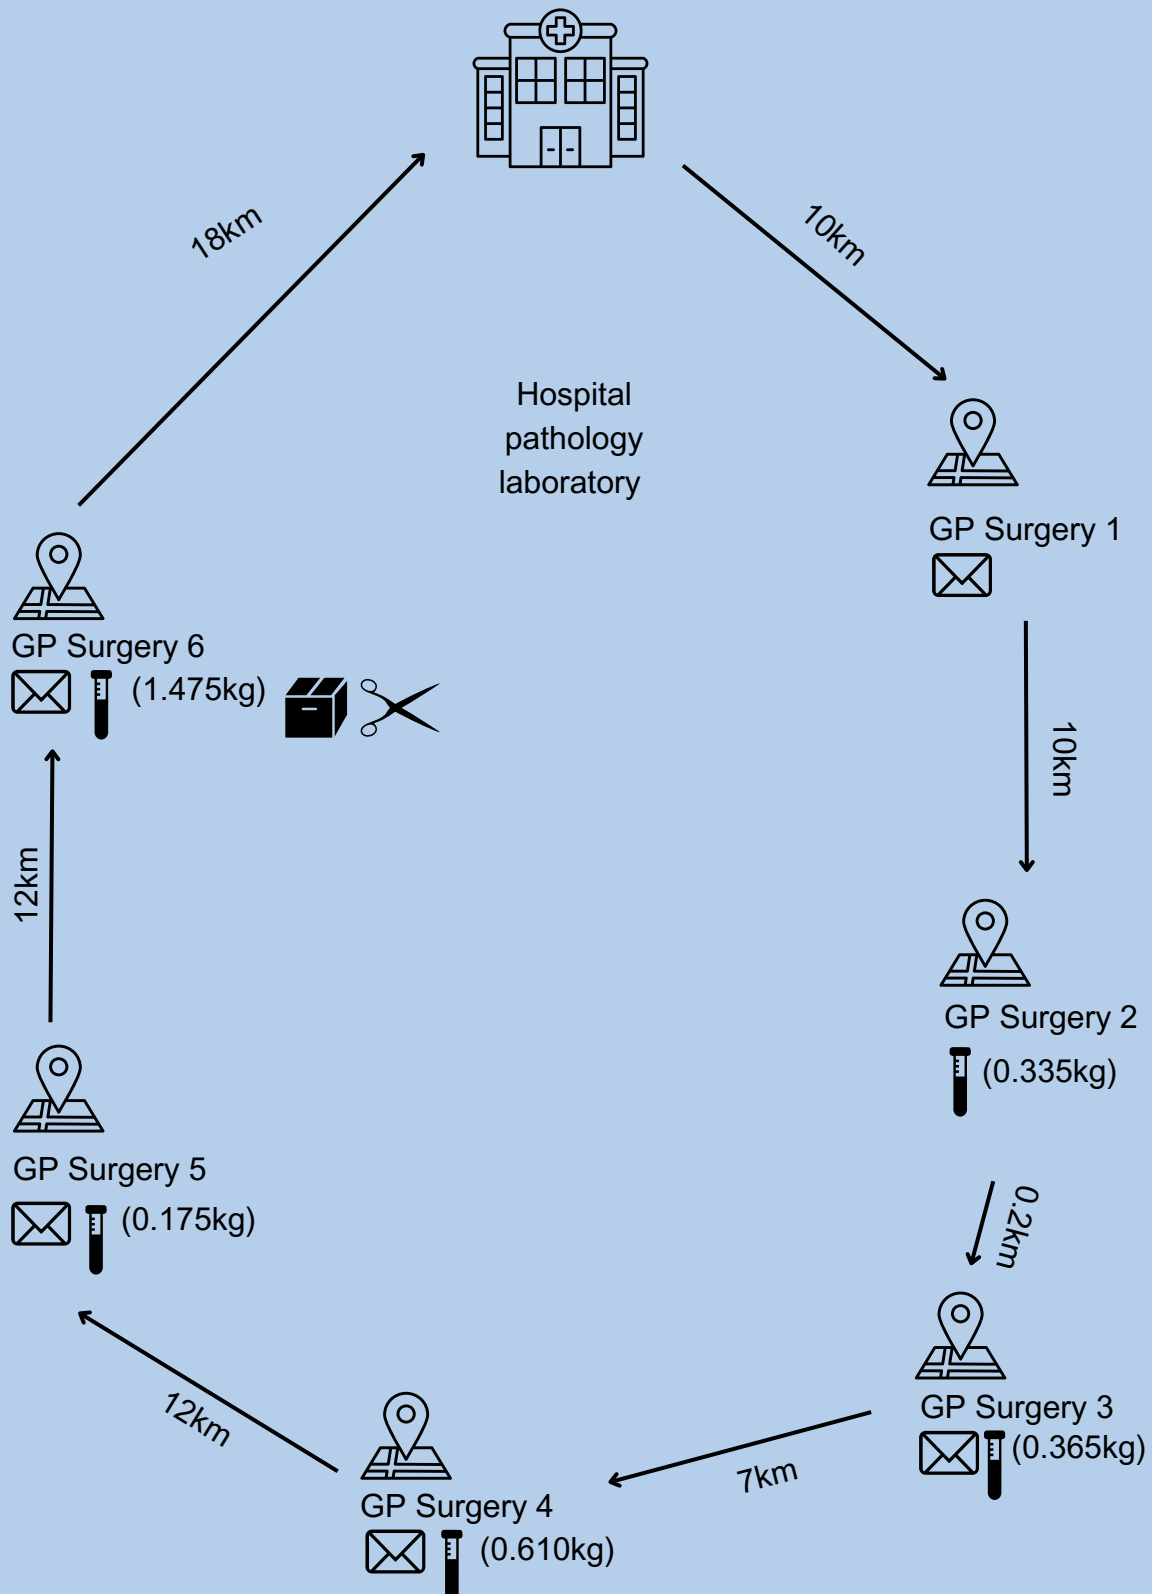 18km
10km
Hospital
pathology
laboratory
GP Surgery 1
10km
GP Surgery 2
(0.335kg)
0.2km
GP Surgery 3
(0.365kg)
7km
GP Surgery 4
(0.610kg)
12km
GP Surgery 5
(0.175kg)
12km
GP Surgery 6
(1.475kg)